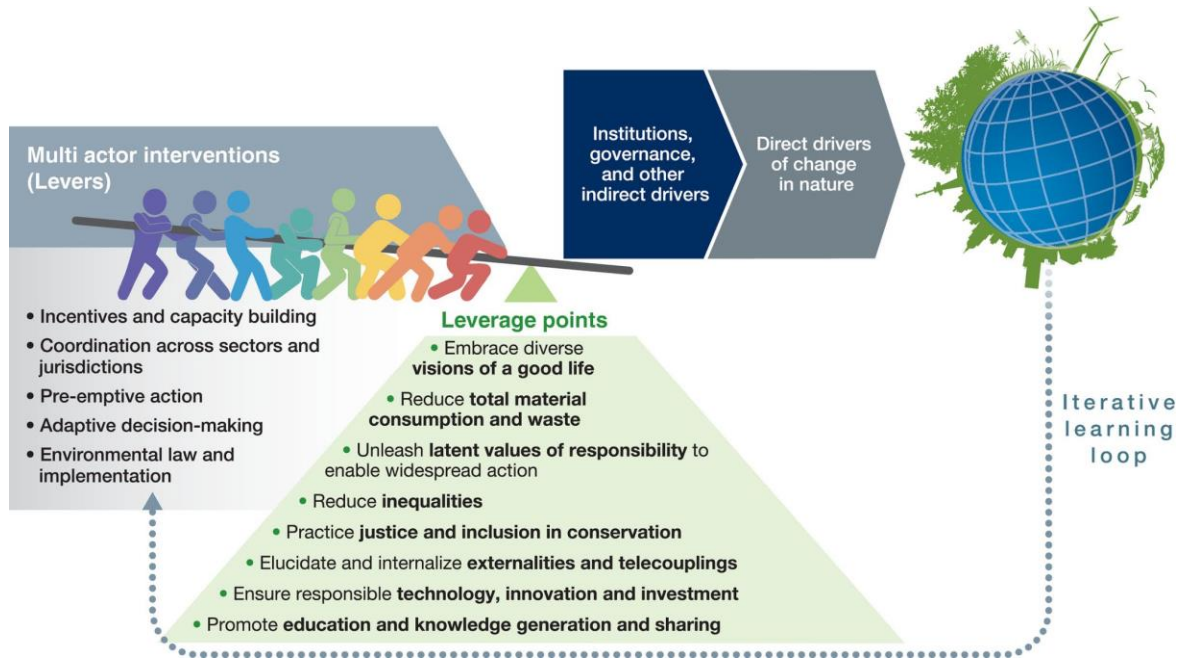 Multi actor interventions
(Levers)
• Incentives and capacity building
• Coordination across sectors and
jurisdictions
• Pre-emptive action
• Adaptive decision-making
• Environmental law and
implementation
Leverage points
• Embrace diverse
visions of a good life
• Reduce total material
consumption and waste
• Unleash latent values of responsibility to
enable widespread action
• Reduce inequalities
• Practice justice and inclusion in conservation
• Elucidate and internalize externalities and telecouplings
• Ensure responsible technology, innovation and investment
• Promote education and knowledge generation and sharing
Institutions,
governance,
and other
indirect drivers
Direct drivers
of change
in nature
Iterative
learning
loop